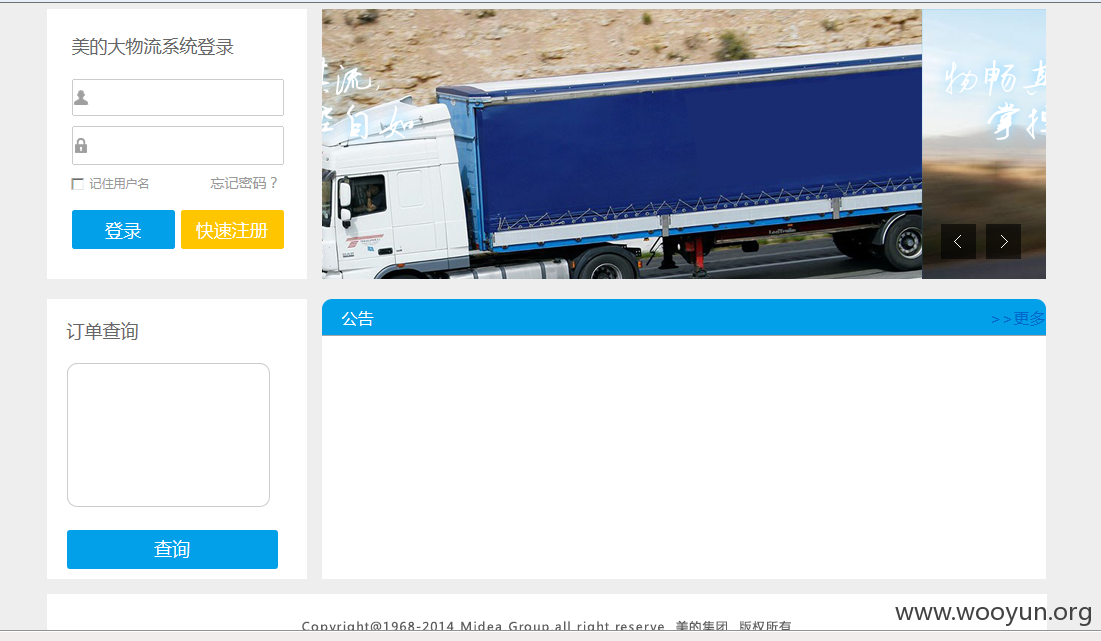 美的大物流系统登录
记住用户名
忘记密码？
登录
快速注册
流,
自如
物畅其
掌控
订单查询
查询
公告
>>更多
Copyright@1968-2014 Midea Group.all right reserve 美的集团 版权所有
www.wooyun.org